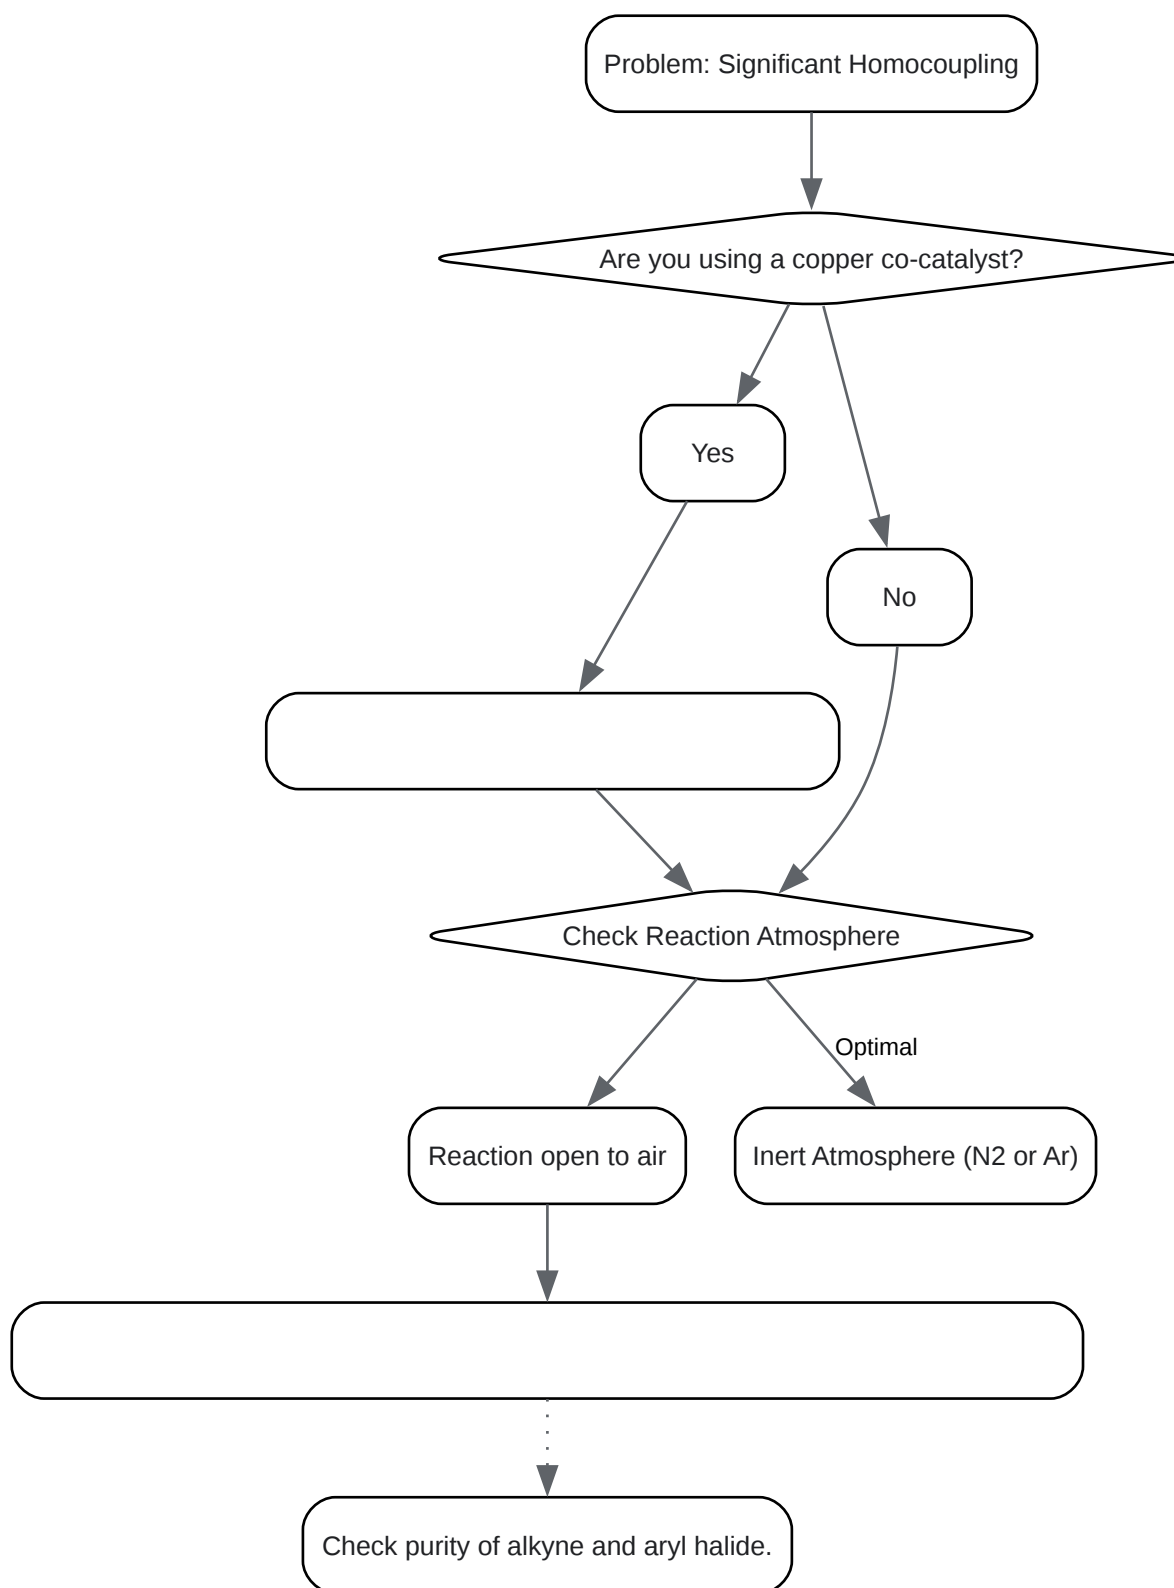 Problem: Significant Homocoupling
Are you using a copper co-catalyst?
Yes
No
Check Reaction Atmosphere
Optimal
Reaction open to air
Inert Atmosphere (N2 or Ar)
Check purity of alkyne and aryl halide.